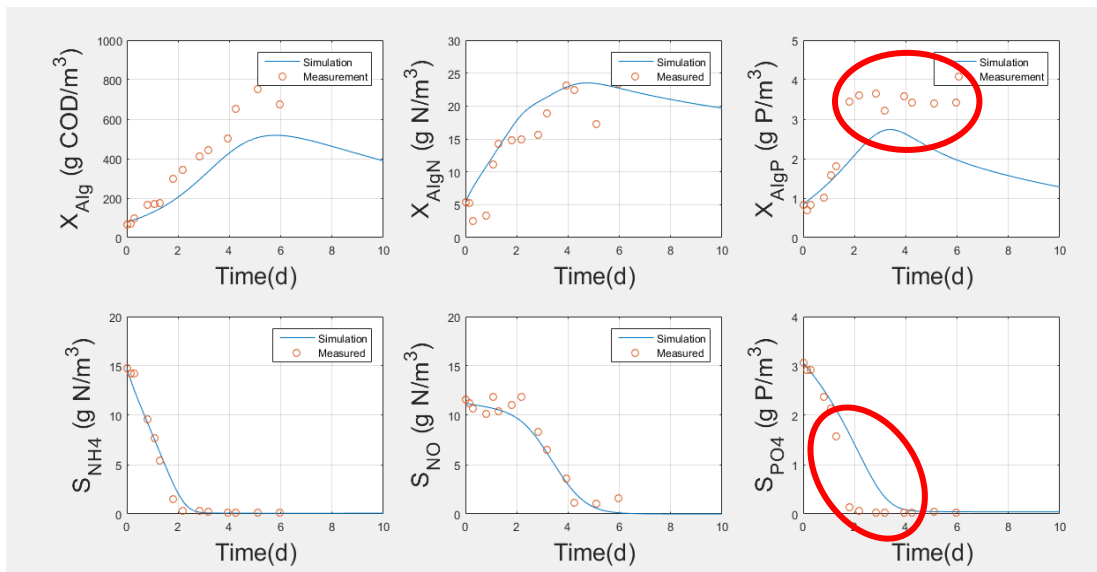 1000
800
600
400
200
0
0 2 4 6 8 10
X_Alg (g COD/m³)
Time(d)
Simulation
Measurement
30
25
20
15
10
5
0
0 2 4 6 8 10
X_AlgN (g N/m³)
Time(d)
Simulation
Measured
5
4
3
2
1
0
0 2 4 6 8 10
X_AlgP (g P/m³)
Time(d)
Simulation
Measurement
20
15
10
5
0
0 2 4 6 8 10
S_NH4 (g N/m³)
Time(d)
Simulation
Measured
20
15
10
5
0
0 2 4 6 8 10
S_NO (g N/m³)
Time(d)
Simulation
Measured
4
3
2
1
0
0 2 4 6 8 10
S_PO4 (g P/m³)
Time(d)
Simulation
Measured